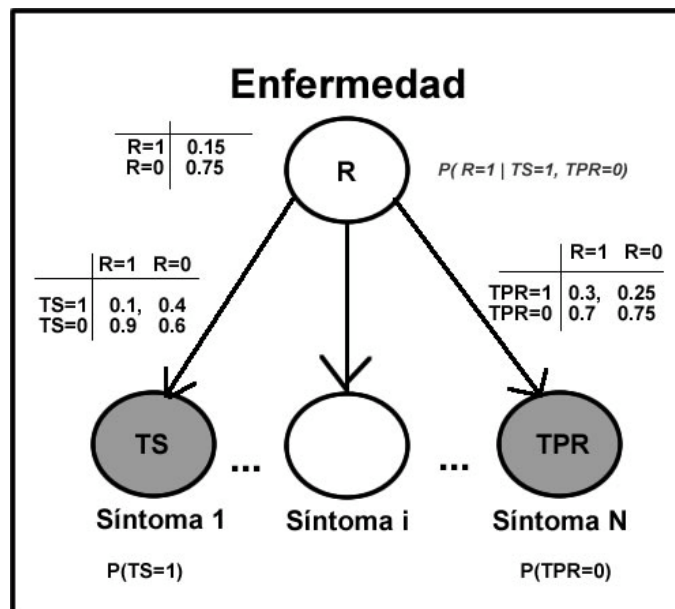 Enfermedad
R=1 0.15
R=0 0.75
R
P( R=1 | TS=1, TPR=0)
R=1 R=0
TS=1 0.1, 0.4
TS=0 0.9 0.6
R=1 R=0
TPR=1 0.3, 0.25
TPR=0 0.7 0.75
TS ... ... TPR
Síntoma 1 Síntoma i Síntoma N
P(TS=1) P(TPR=0)